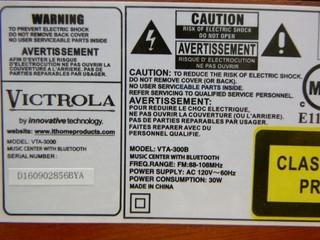 WARNING
TO PREVENT ELECTRIC SHOCK
DO NOT REMOVE BACK COVER
NO USER SERVICEABLE PARTS INSIDE
AVERTISSEMENT
AFIN D'EVITER LE RISQUE
D'ELECTROCUTION NE PAS OUVRIR LA
COUVERTURE A L'ARRIERE. PAS DE
PARTIES REPARABLES PAR L'USAGER.
VICTROLA
by innovative technology.
website: www.ithomeproducts.com
MODEL: VTA-300B
MUSIC CENTER WITH BLUETOOTH
SERIAL NUMBER:
D160902856BYA
CAUTION
RISK OF ELECTRIC SHOCK
DO NOT OPEN
AVERTISSEMENT
RISQUE D' ELECTROCUTION
NE PAS OUVRIR
CAUTION: TO REDUCE THE RISK OF ELECTRIC SHOCK.
DO NOT REMOVE COVER (OR BACK).
NO USER SERVICEABLE PARTS INSIDE.
REFER SERVICING TO QUALIFIED SERVICE PERSONNEL.
AVERTISSEMENT:
POUR REDUCE LE CHOC ELECTRIQUE,
NE PAS OUVRIR LA COUVERTURE (OU L'ARRIERE).
PAS DE PARTIES REPARABLES PAR L'USAGER.
FAIRE REPARER AVEC DU
PERSONNEL QUALIFIE.
MODEL: VTA-300B
MUSIC CENTER WITH BLUETOOTH
FREQUENCY RANGE: FM:88-108MHz
POWER SUPPLY: AC 120V~60Hz
POWER CONSUMPTION: 30W
MADE IN CHINA
E11
CLAS
PR